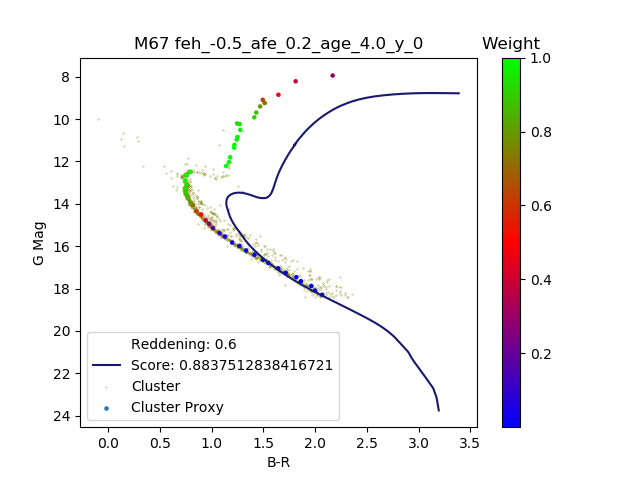 M67 feh_-0.5_afe_0.2_age_4.0_y_0
Weight
8
10
12
14
16
18
20
22
24
G Mag
0.0
0.5
1.0
1.5
2.0
2.5
3.0
3.5
B-R
Reddening: 0.6
Score: 0.8837512838416721
Cluster
Cluster Proxy
1.0
0.8
0.6
0.4
0.2